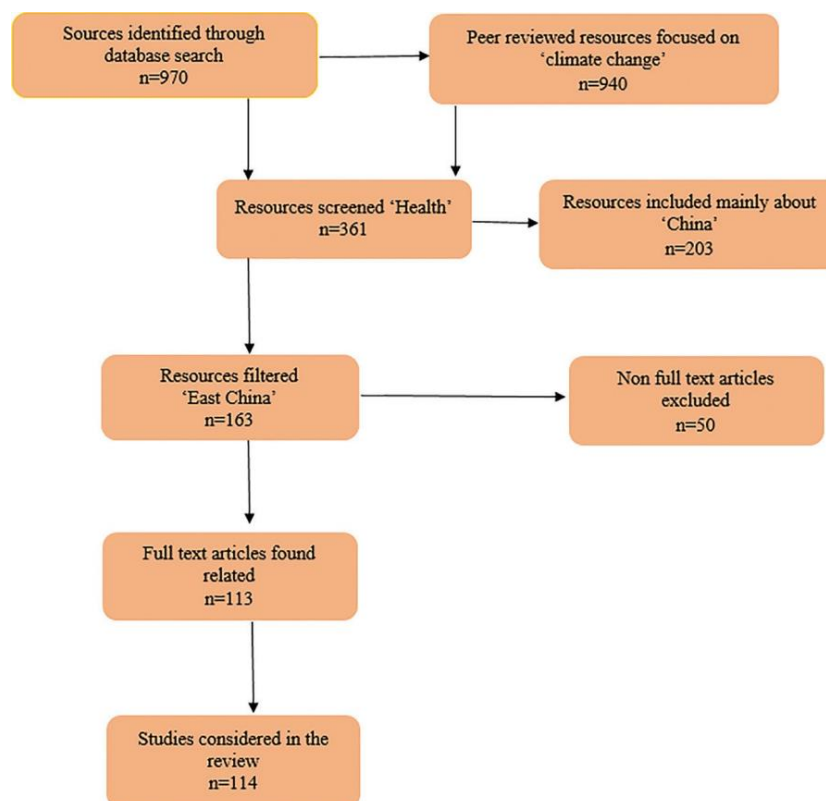 Sources identified through
database search
n=970
Peer reviewed resources focused on
‘climate change’
n=940
Resources screened ‘Health’
n=361
Resources included mainly about
‘China’
n=203
Resources filtered
‘East China’
n=163
Non full text articles
excluded
n=50
Full text articles found
related
n=113
Studies considered in the
review
n=114